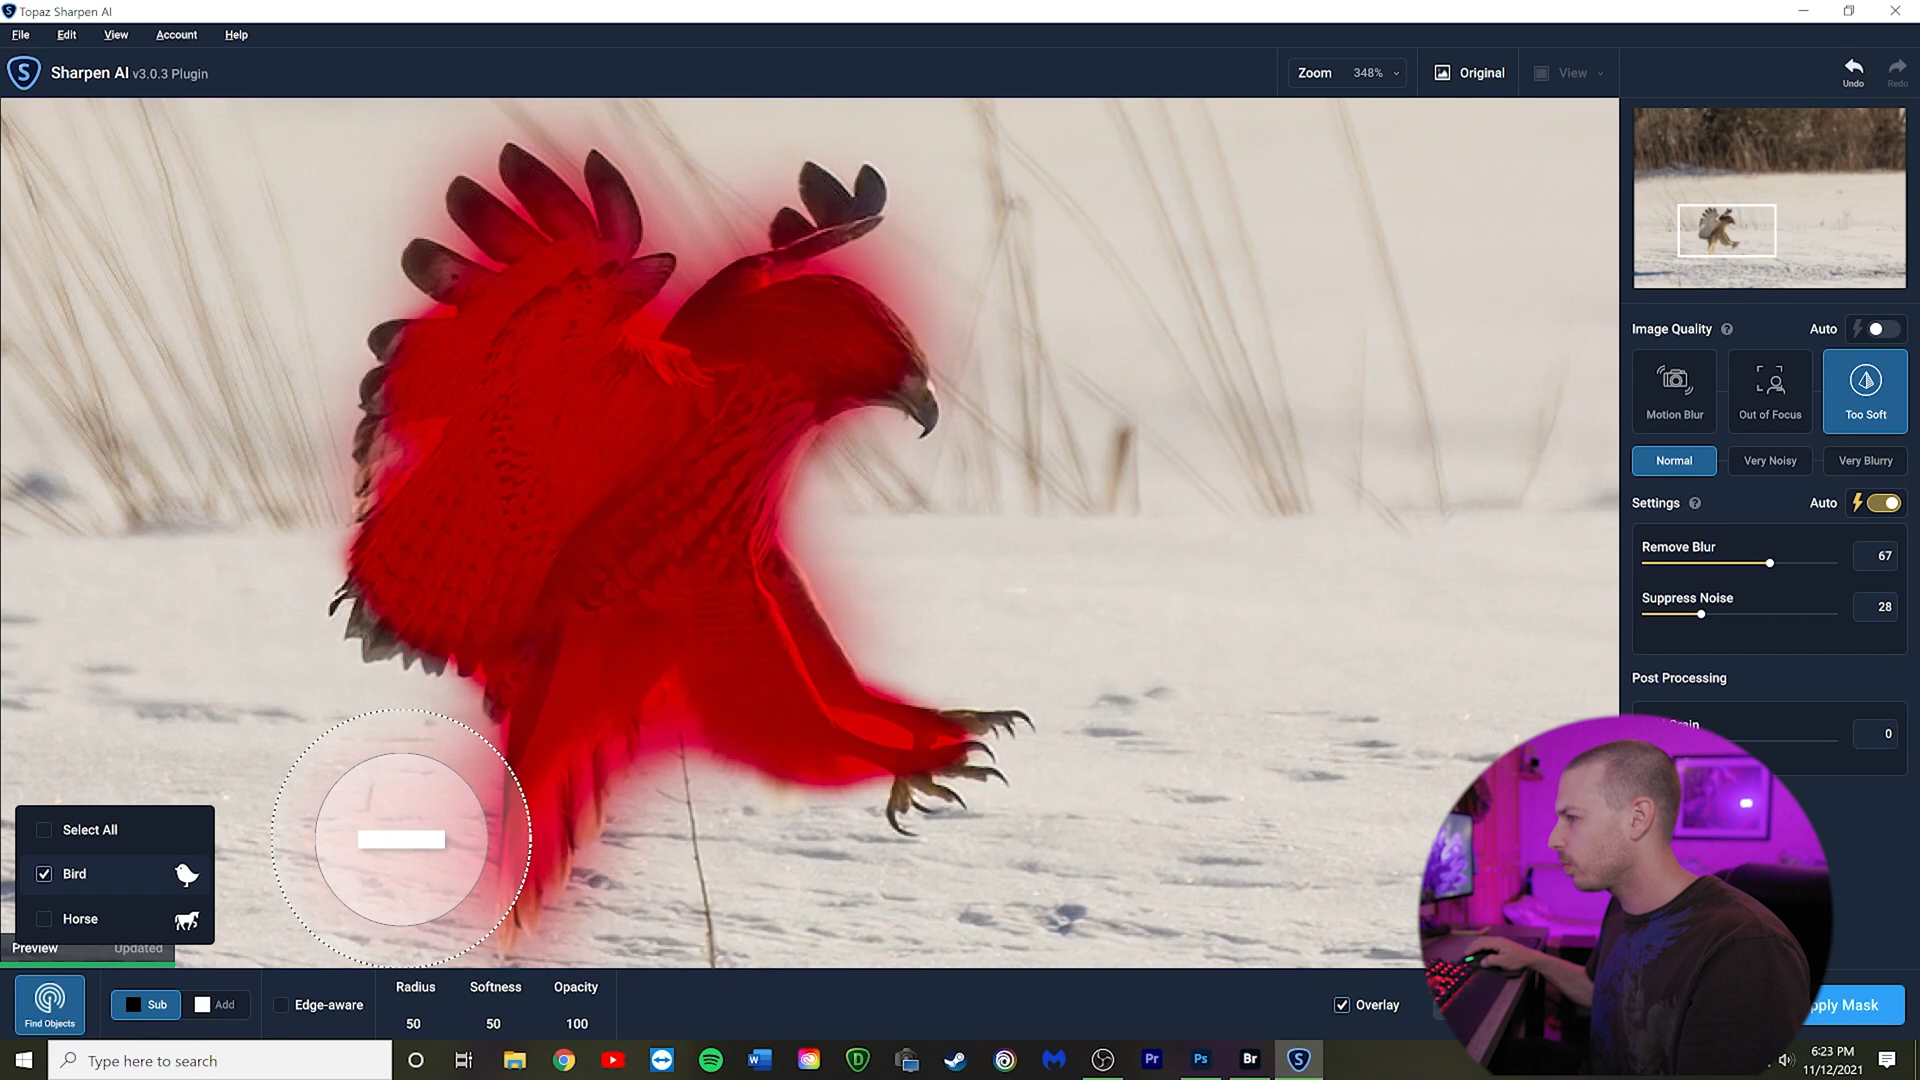 Topaz Sharpen AI
File Edit View Account Help
Sharpen AI v3.0.3 Plugin
Zoom 348% Original View
Undo Redo
Image Quality Auto
Motion Blur Out of Focus Too Soft
Normal Very Noisy Very Blurry
Settings Auto
Remove Blur 67
Suppress Noise 28
Post Processing
0
Select All
Bird
Horse
Preview Updated
Find Objects
Sub Add
Edge-aware
Radius Softness Opacity
50 50 100
Overlay
pply Mask
Type here to search
W Pr Ps Br S
6:23 PM
11/12/2021